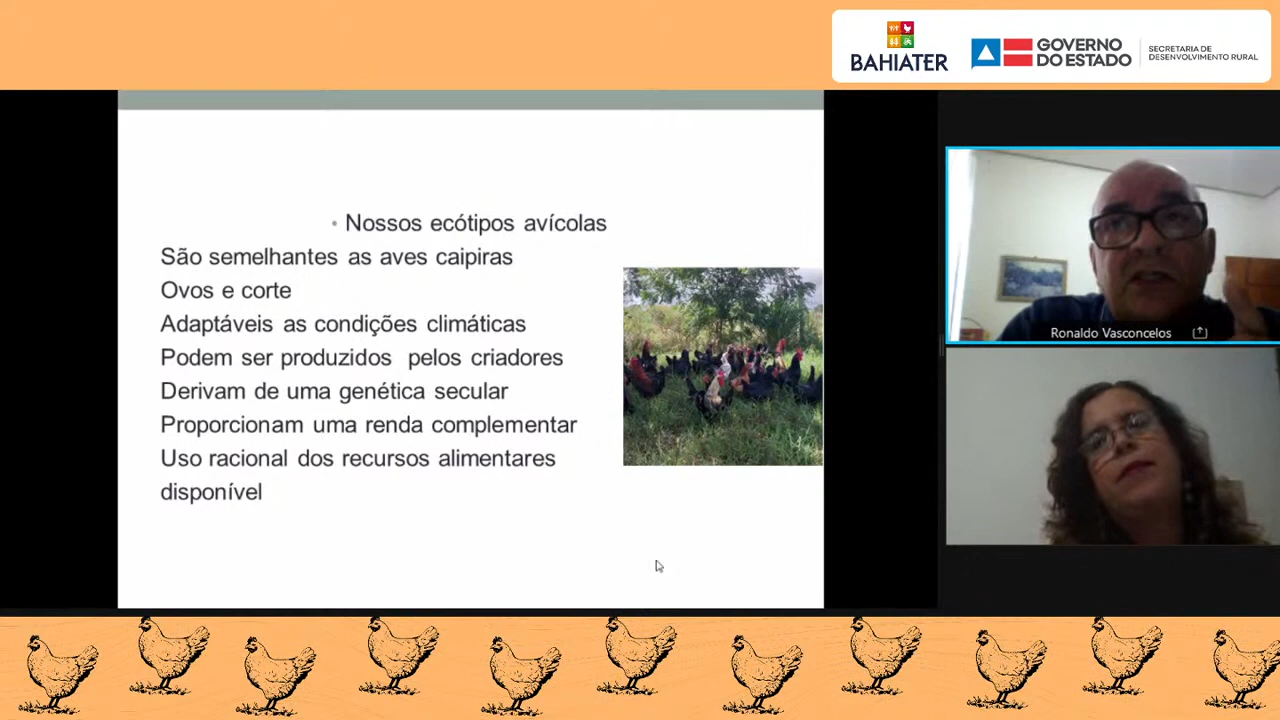 BAHIATER
GOVERNO
DO ESTADO
SECRETARIA DE
DESENVOLVIMENTO RURAL
• Nossos ecótipos avícolas
São semelhantes as aves caipiras
Ovos e corte
Adaptáveis as condições climáticas
Podem ser produzidos pelos criadores
Derivam de uma genética secular
Proporcionam uma renda complementar
Uso racional dos recursos alimentares
disponível
Ronaldo Vasconcelos